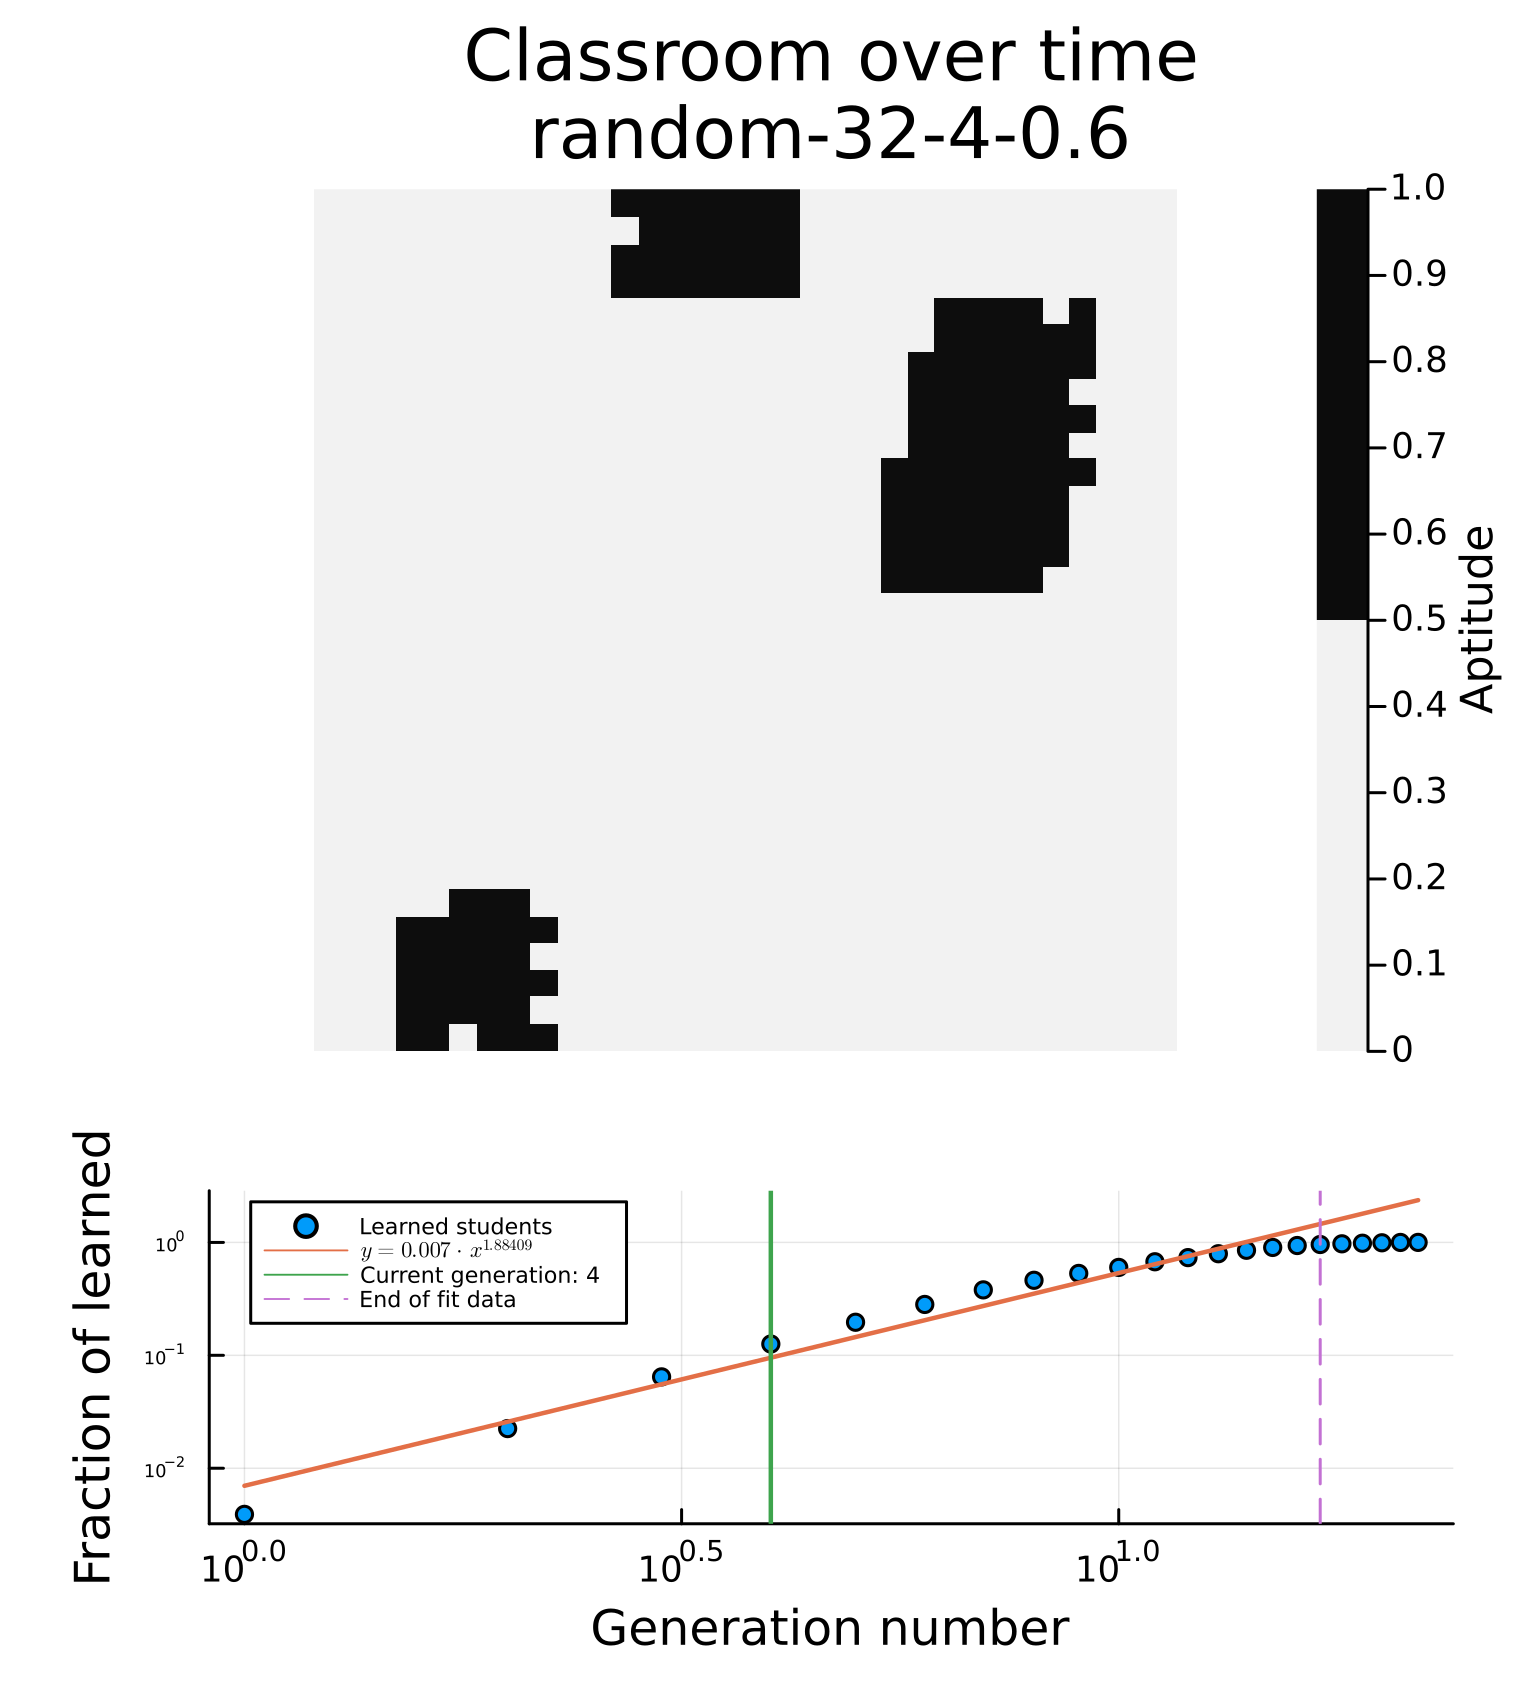 Classroom over time
random-32-4-0.6
1.0
0.9
0.8
0.7
0.6
0.5
0.4
0.3
0.2
0.1
0
Aptitude
Fraction of learned
10⁰
10⁻¹
10⁻²
Learned students
y = 0.007 · x^1.88409
Current generation: 4
End of fit data
10^0.0
10^0.5
10^1.0
Generation number